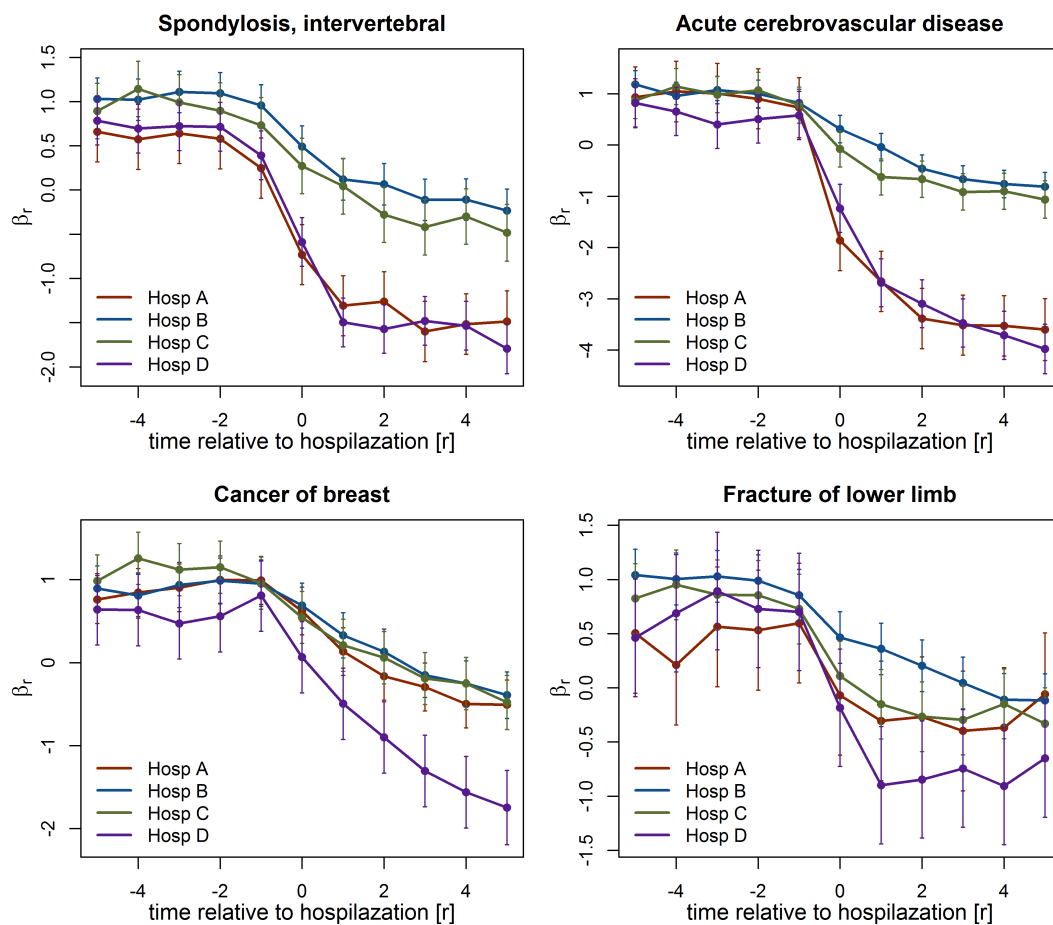 Spondylosis, intervertebral
1.5
1.0
0.5
0.0
-1.0
-2.0
βr
Hosp A
Hosp B
Hosp C
Hosp D
-4 -2 0 2 4
time relative to hospilazation [r]
Acute cerebrovascular disease
1
0
-1
-2
-3
-4
βr
Hosp A
Hosp B
Hosp C
Hosp D
-4 -2 0 2 4
time relative to hospilazation [r]
Cancer of breast
1
0
-1
-2
βr
Hosp A
Hosp B
Hosp C
Hosp D
-4 -2 0 2 4
time relative to hospilazation [r]
Fracture of lower limb
1.5
1.0
0.5
0.0
-0.5
-1.0
-1.5
βr
Hosp A
Hosp B
Hosp C
Hosp D
-4 -2 0 2 4
time relative to hospilazation [r]